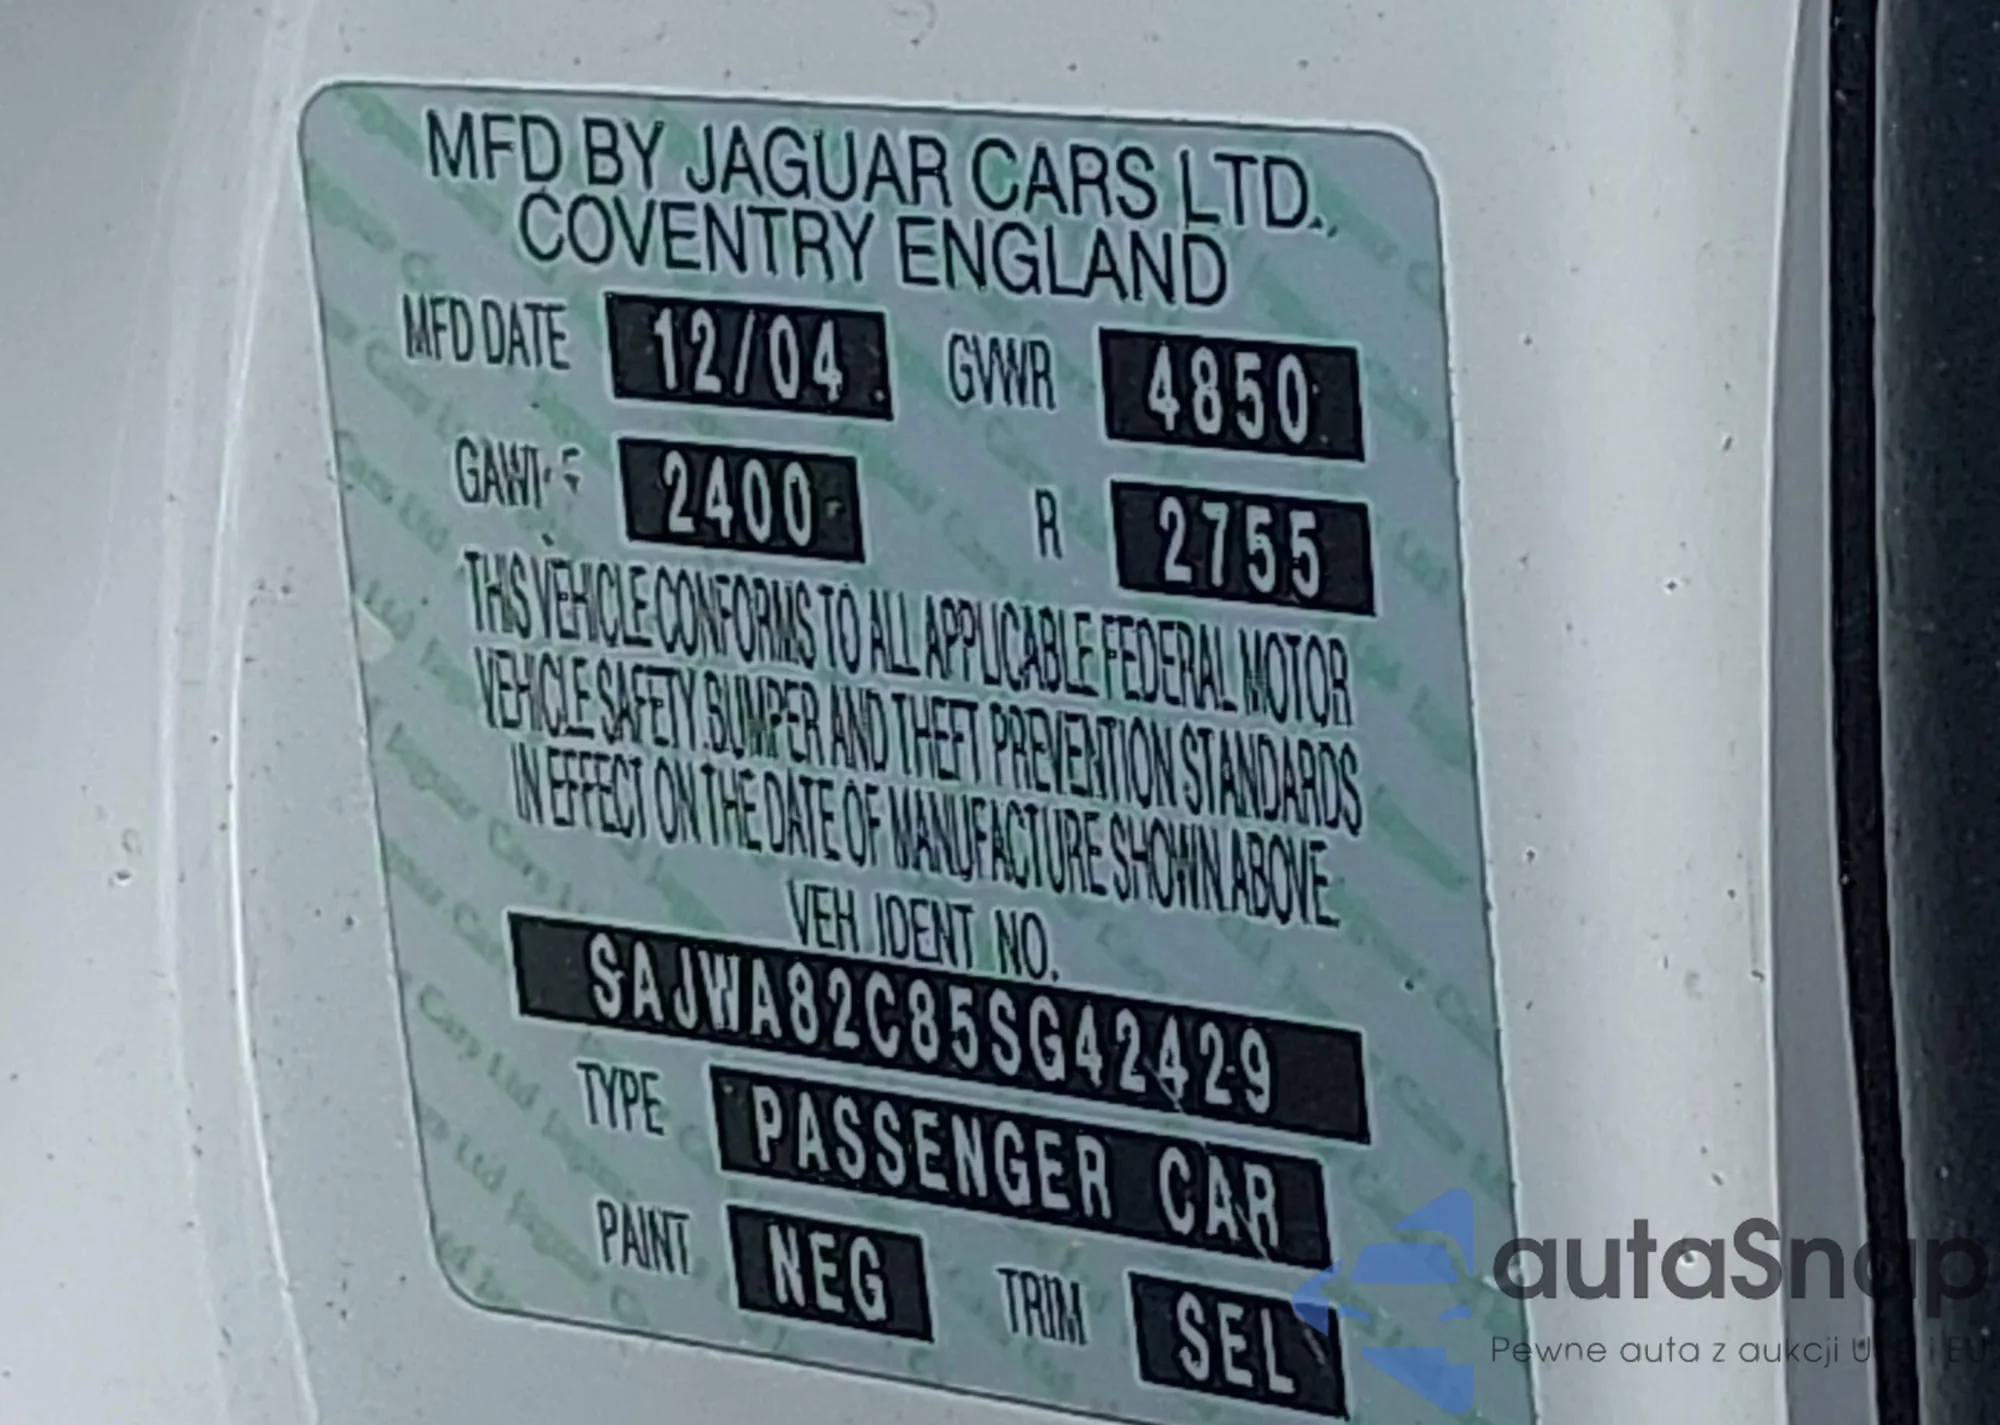 MFD BY JAGUAR CARS LTD.,
COVENTRY ENGLAND
MFD DATE 12/04 GVWR 4850
2400 R 2755
THIS VEHICLE CONFORMS TO ALL APPLICABLE FEDERAL MOTOR
VEHICLE SAFETY. BUMPER AND THEFT PREVENTION STANDARDS
IN EFFECT ON THE DATE OF MANUFACTURE SHOWN ABOVE
VEH IDENT NO.
SAJWA82C85SG42429
TYPE PASSENGER CAR
PAINT NEG TRIM SEL
autaSnap
Pewne auta z aukcji i EU